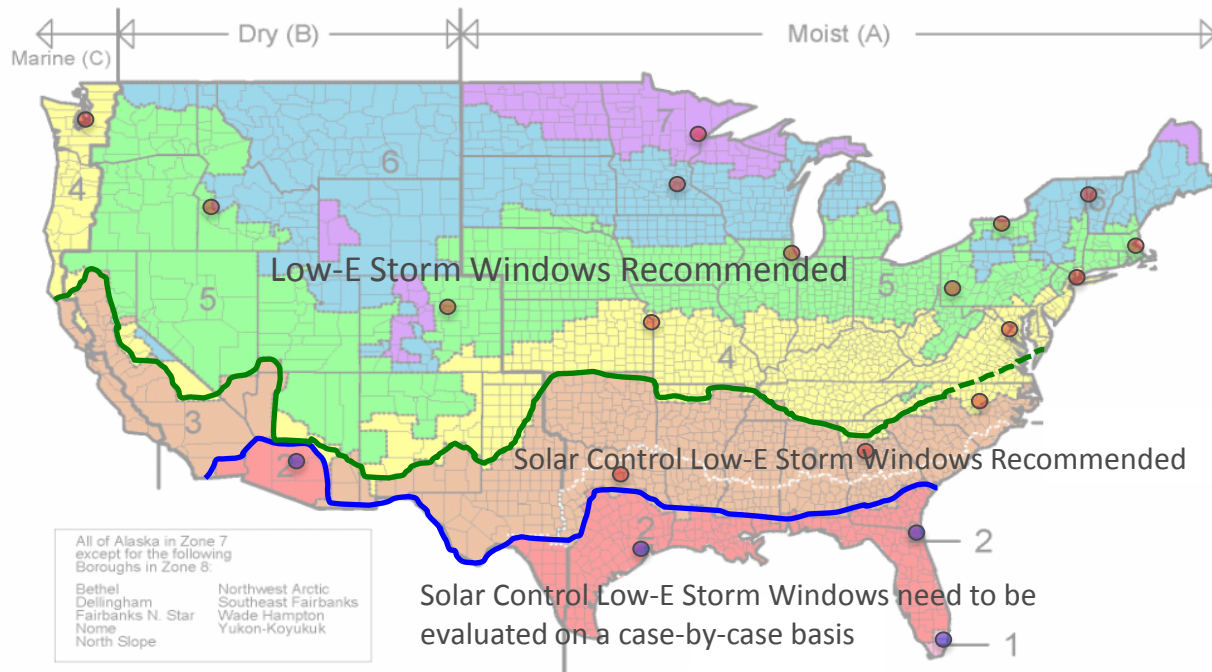 Dry (B)
Moist (A)
Marine (C)
7
6
4
6
Low-E Storm Windows Recommended
5
5
4
3
3
Solar Control Low-E Storm Windows Recommended
2
2
2
All of Alaska in Zone 7
except for the following
Boroughs in Zone 8:
Bethel Northwest Arctic
Dellingham Southeast Fairbanks
Fairbanks N. Star Wade Hampton
Nome Yukon-Koyukuk
North Slope
Solar Control Low-E Storm Windows need to be
evaluated on a case-by-case basis
1